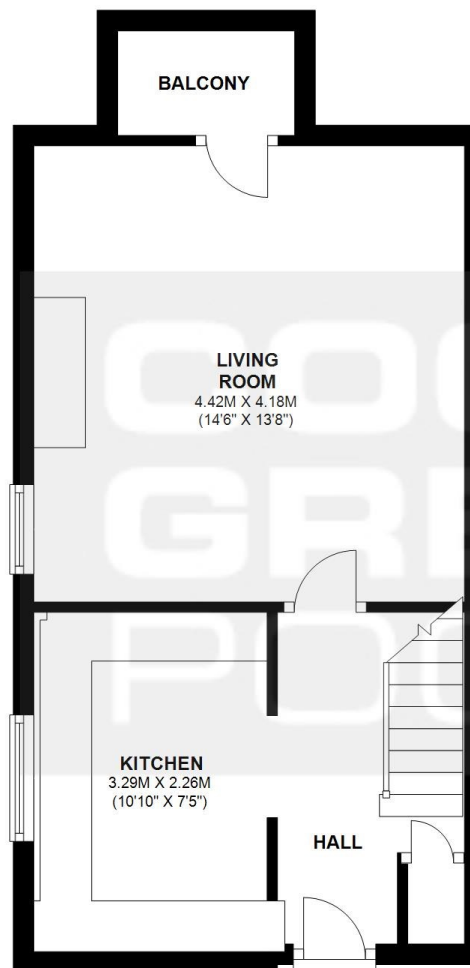 BALCONY
LIVING
ROOM
4.42M X 4.18M
(14'6" X 13'8")
KITCHEN
3.29M X 2.26M
(10'10" X 7'5")
HALL